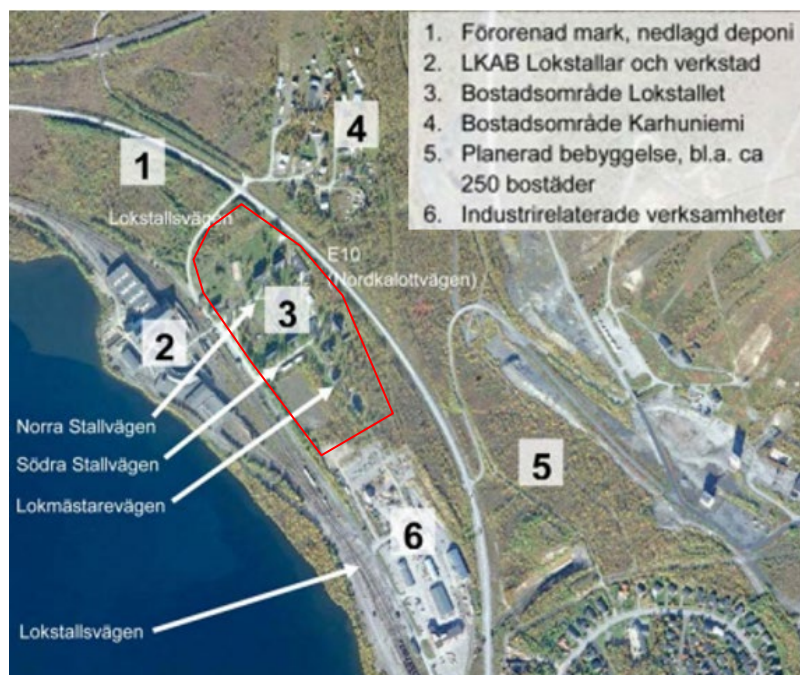 1. Förorenad mark, nedlagd deponi
2. LKAB Lokstallar och verkstad
3. Bostadsområde Lokstallet
4. Bostadsområde Karhuniemi
5. Planerad bebyggelse, bl.a. ca
250 bostäder
6. Industrirelaterade verksamheter
4
1
Lokstallsvägen
E10
(Nordkalottvägen)
3
2
Norra Stallvägen
Södra Stallvägen
5
Lokmästarevägen
6
Lokstallsvägen